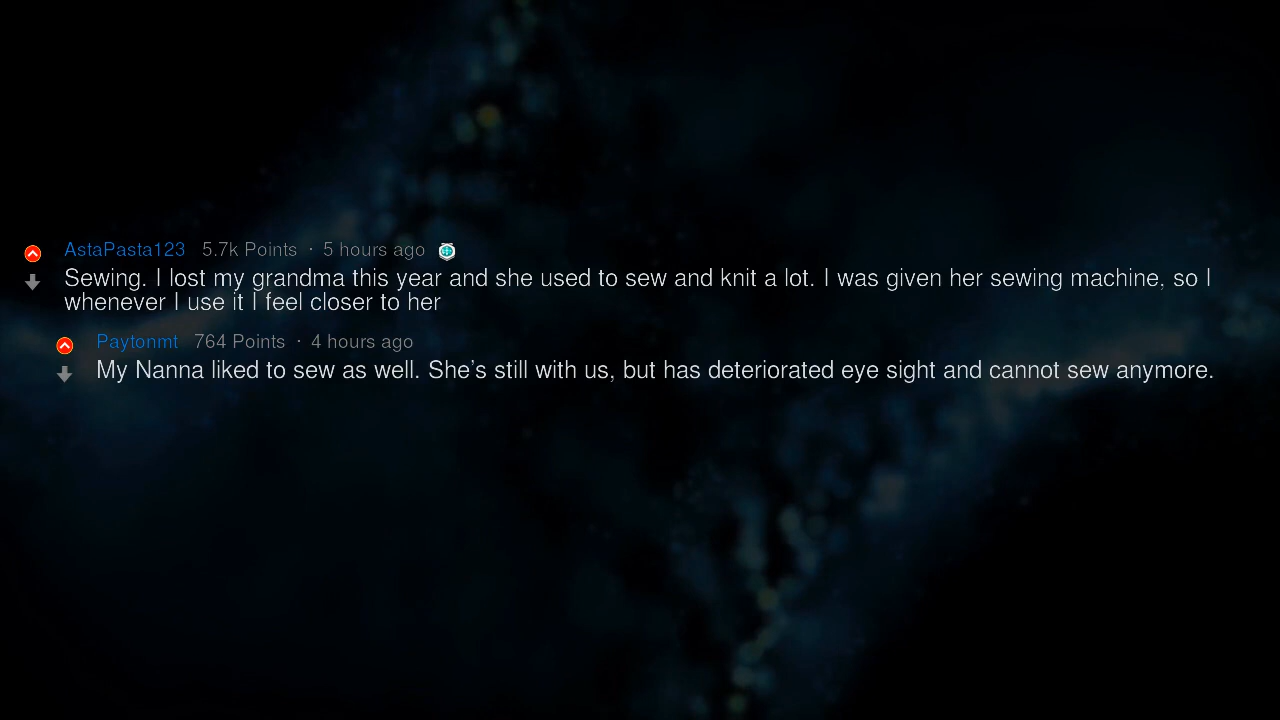 AstaPasta123 5.7k Points · 5 hours ago
Sewing. I lost my grandma this year and she used to sew and knit a lot. I was given her sewing machine, so I
whenever I use it I feel closer to her
Paytonmt 764 Points · 4 hours ago
My Nanna liked to sew as well. She’s still with us, but has deteriorated eye sight and cannot sew anymore.